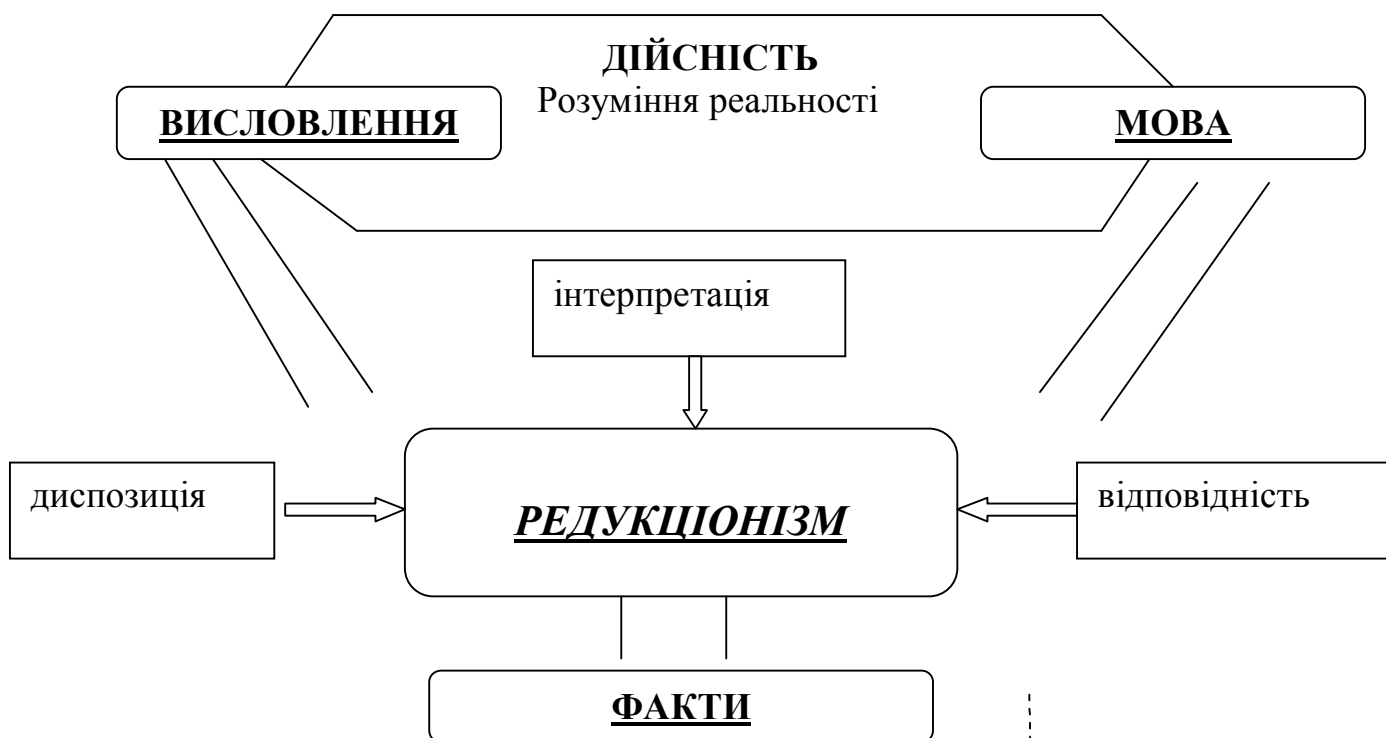 ДІЙСНІСТЬ
Розуміння реальності
ВИСЛОВЛЕННЯ
МОВА
інтерпретація
диспозиція
РЕДУКЦІОНІЗМ
відповідність
ФАКТИ